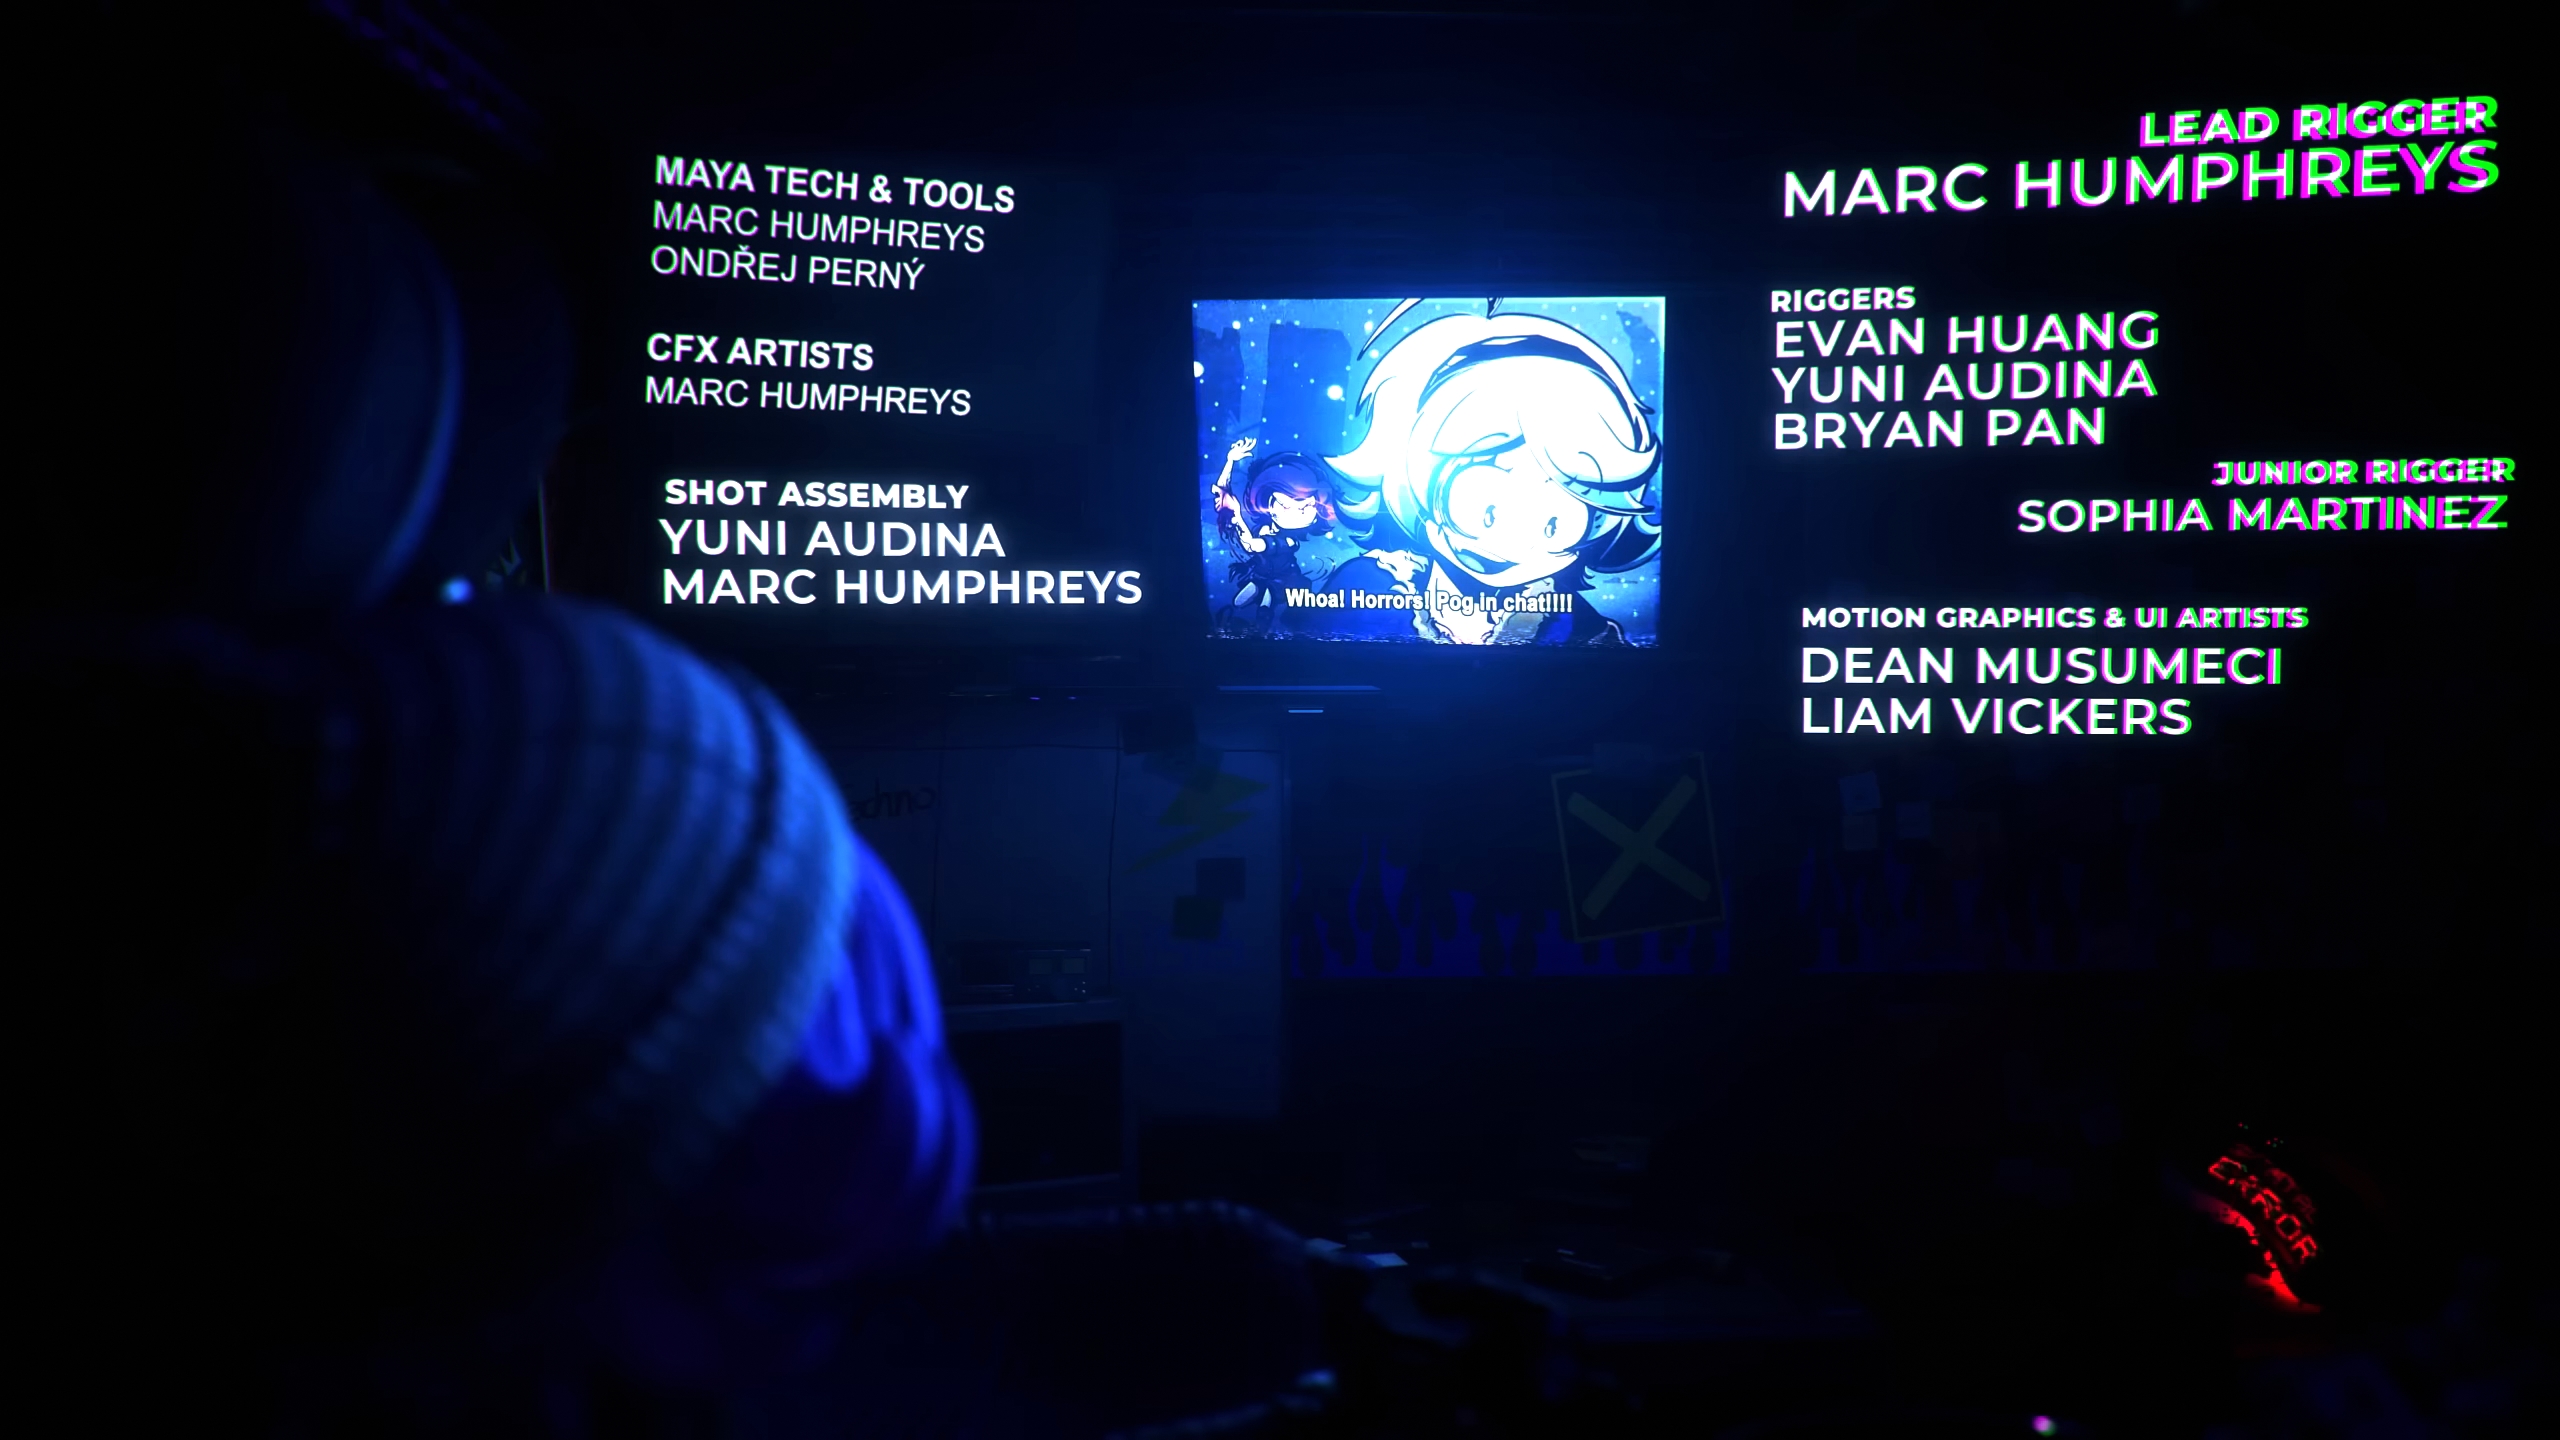 MAYA TECH & TOOLS
MARC HUMPHREYS
ONDŘEJ PERNÝ
CFX ARTISTS
MARC HUMPHREYS
SHOT ASSEMBLY
YUNI AUDINA
MARC HUMPHREYS
Whoa! Horrors! Pog in chat!!!!
LEAD RIGGER
MARC HUMPHREYS
RIGGERS
EVAN HUANG
YUNI AUDINA
BRYAN PAN
JUNIOR RIGGER
SOPHIA MARTINEZ
MOTION GRAPHICS & UI ARTISTS
DEAN MUSUMECI
LIAM VICKERS
ERROR